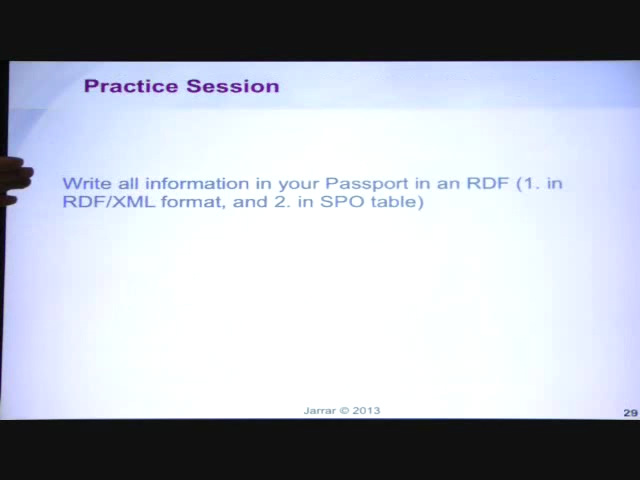 Practice Session
Write all information in your Passport in an RDF (1. in
RDF/XML format, and 2. in SPO table)
Jarrar © 2013
29